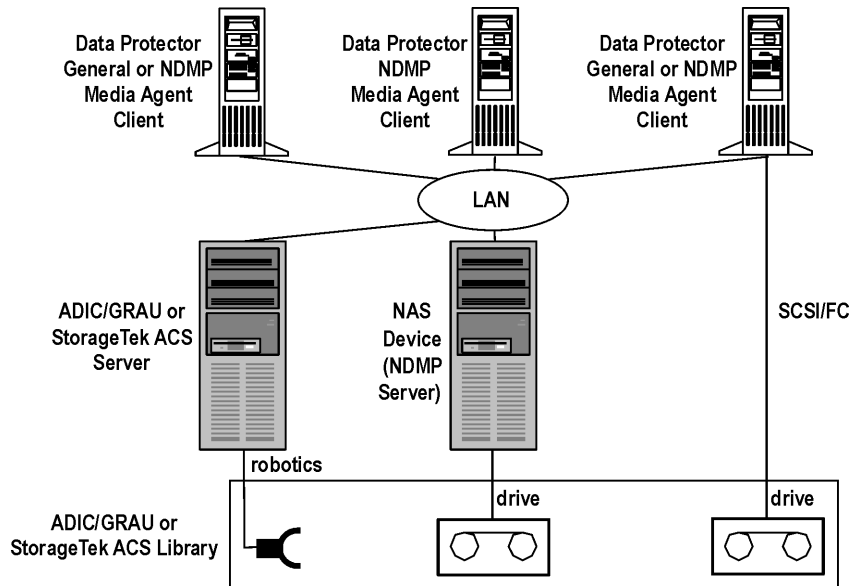 Data Protector
General or NDMP
Media Agent
Client
Data Protector
NDMP
Media Agent
Client
Data Protector
General or NDMP
Media Agent
Client
LAN
ADIC/GRAU or
StorageTek ACS
Server
NAS
Device
(NDMP
Server)
SCSI/FC
robotics
drive
drive
ADIC/GRAU or
StorageTek ACS Library